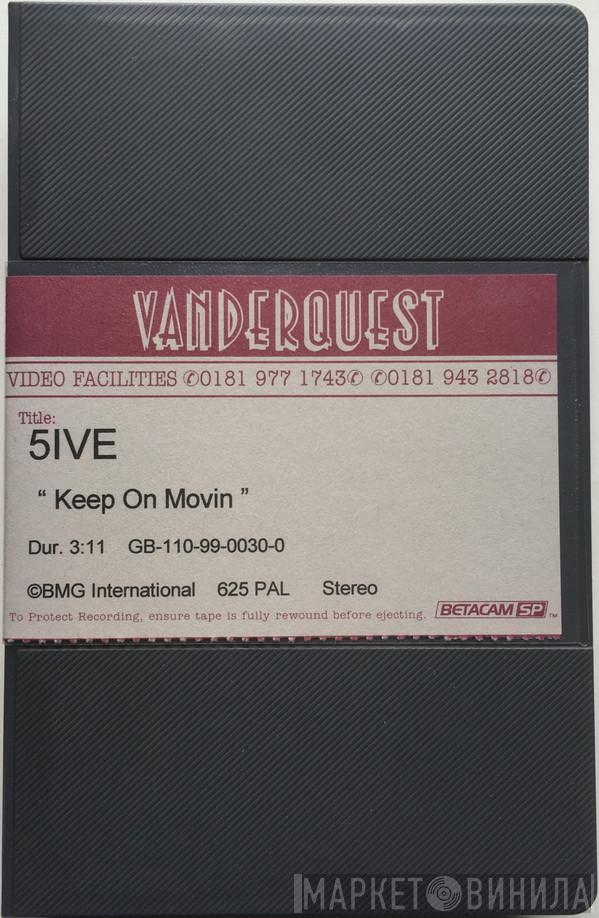 VANDERQUEST
VIDEO FACILITIES ✆0181 977 1743✆ ✆0181 943 2818✆
Title:
5IVE
“ Keep On Movin ”
Dur. 3:11 GB-110-99-0030-0
©BMG International 625 PAL Stereo
To Protect Recording, ensure tape is fully rewound before ejecting. BETACAM SP ™
МАРКЕТ ВИНИЛА